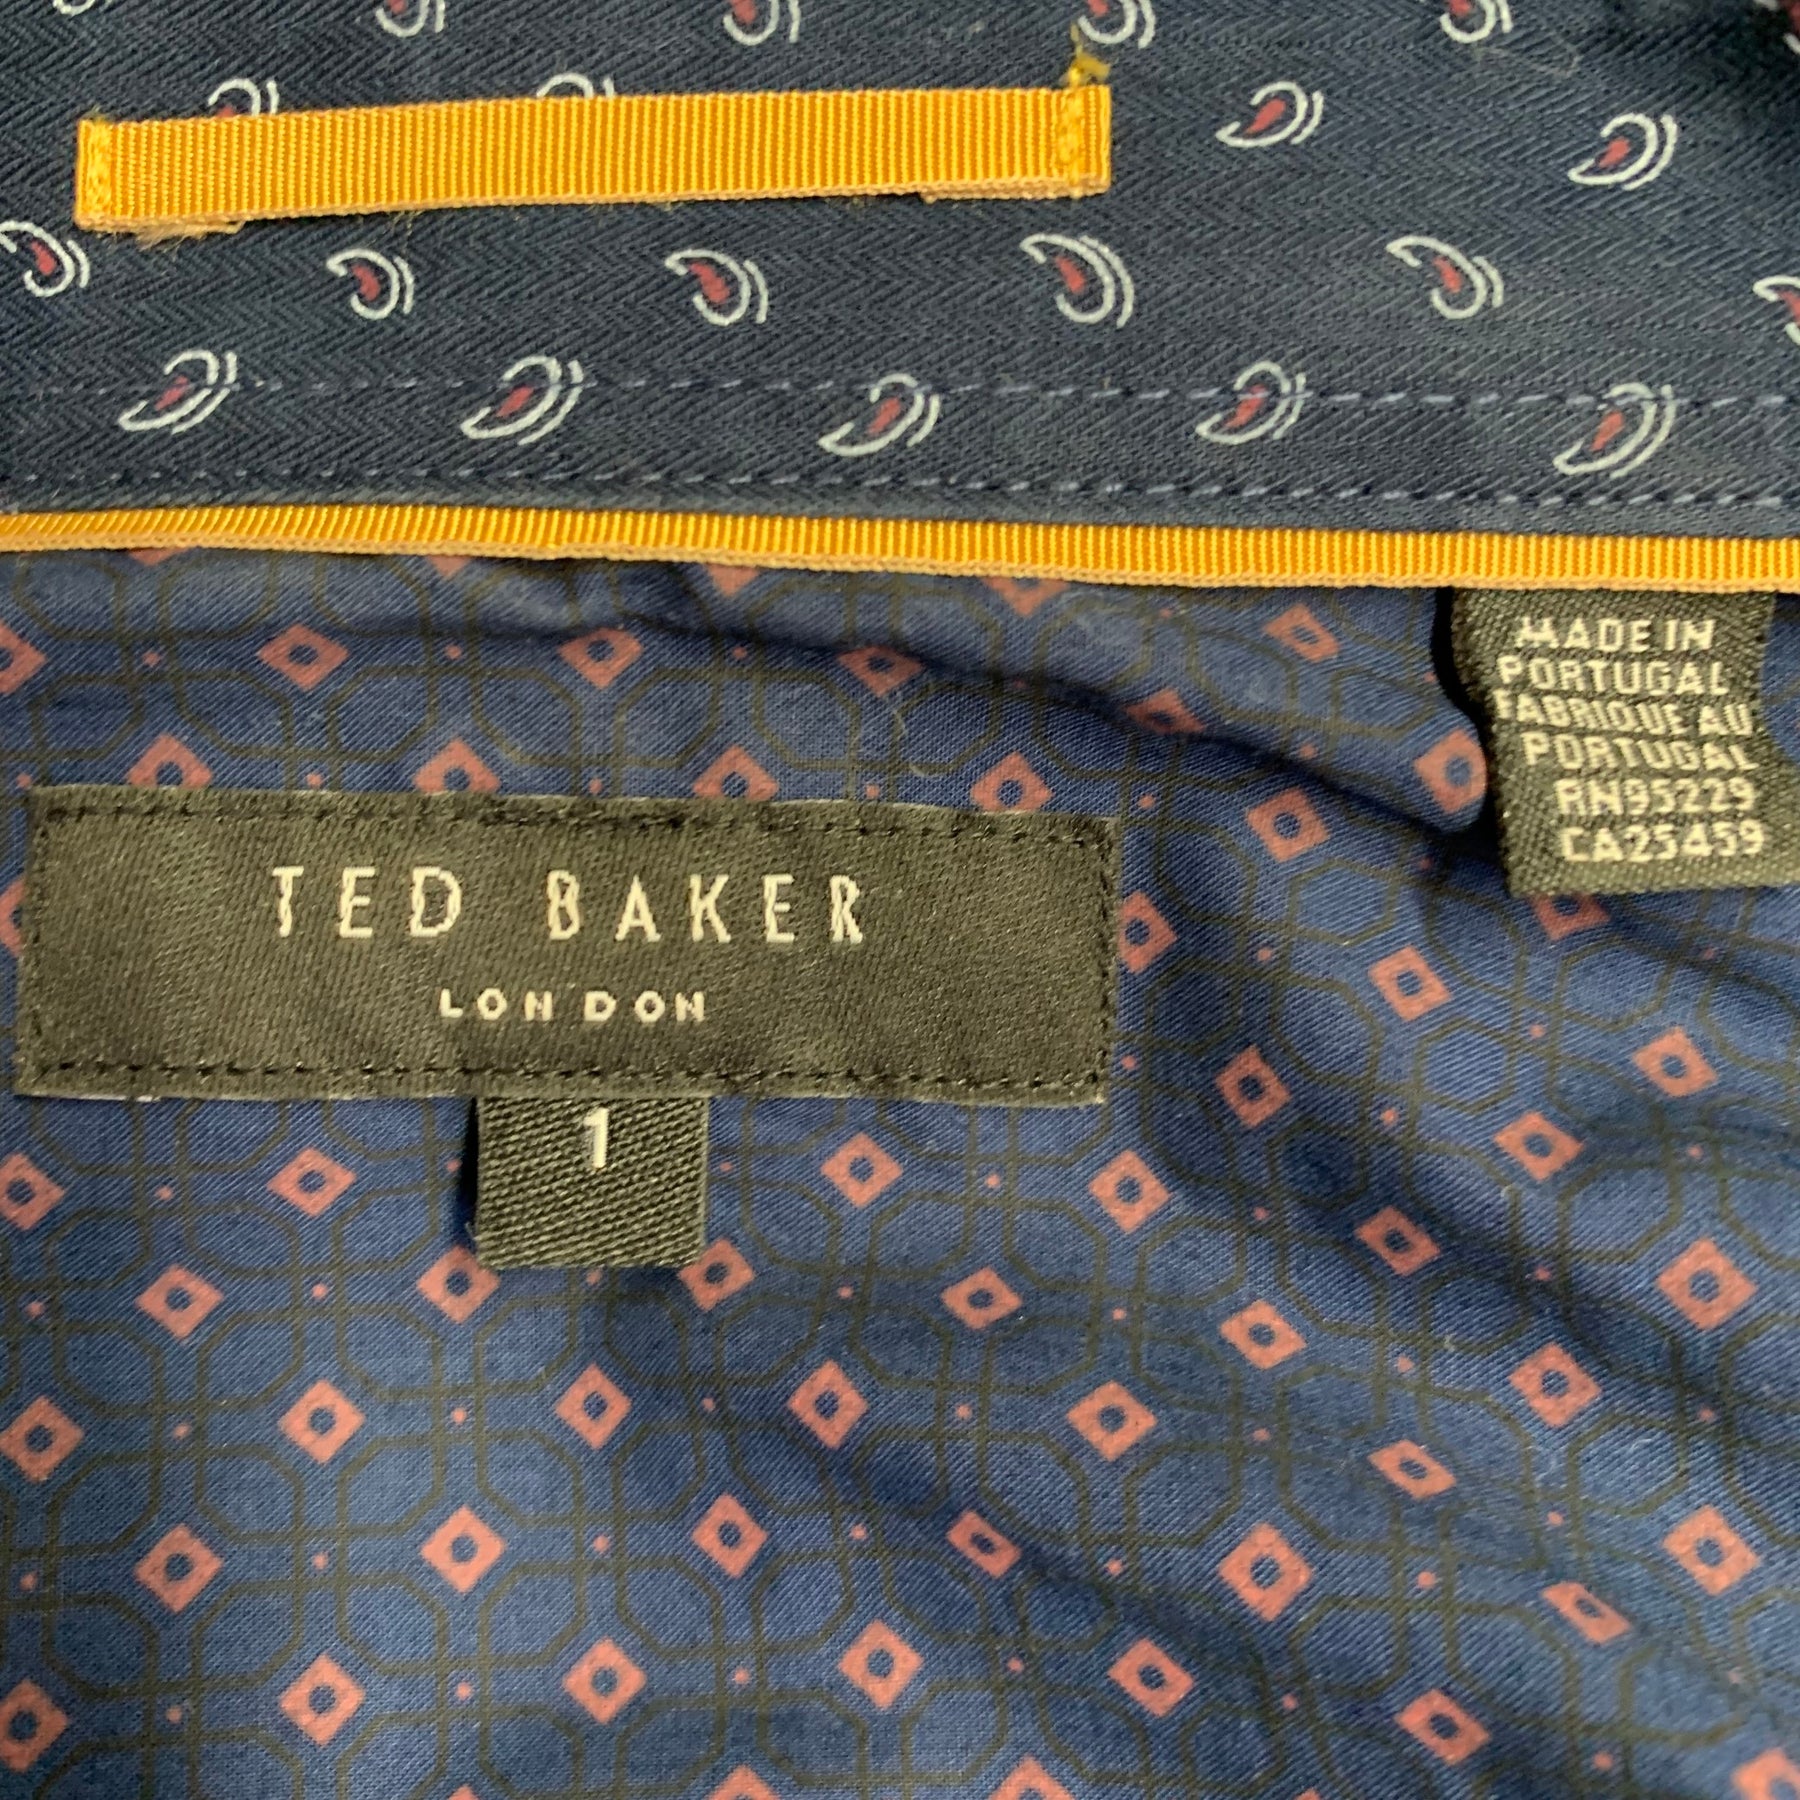 MADE IN
PORTUGAL
FABRIQUE AU
PORTUGAL
RN95229
CA25459
TED BAKER
LONDON
1